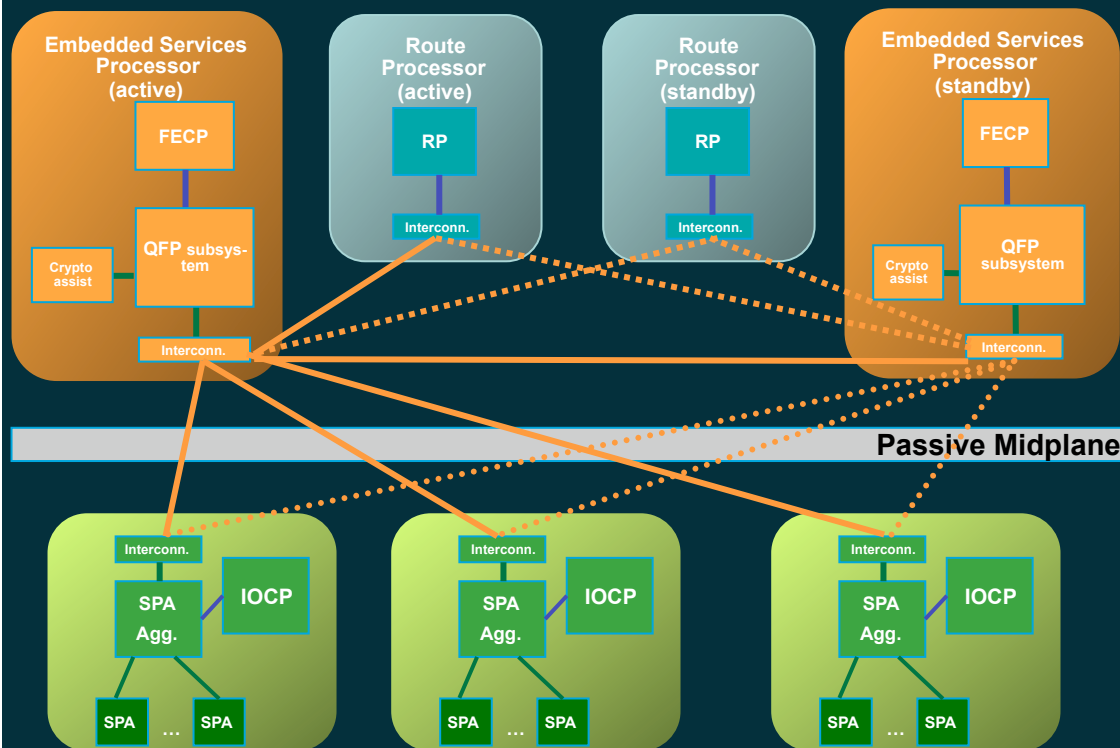 Embedded Services
Processor
(active)
FECP
QFP subsys-
tem
Crypto
assist
Interconn.
Route
Processor
(active)
RP
Interconn.
Route
Processor
(standby)
RP
Interconn.
Embedded Services
Processor
(standby)
FECP
QFP
subsystem
Crypto
assist
Interconn.
Passive Midplane
Interconn.
SPA
Agg.
IOCP
SPA
...
SPA
Interconn.
SPA
Agg.
IOCP
SPA
...
SPA
Interconn.
SPA
Agg.
IOCP
SPA
...
SPA